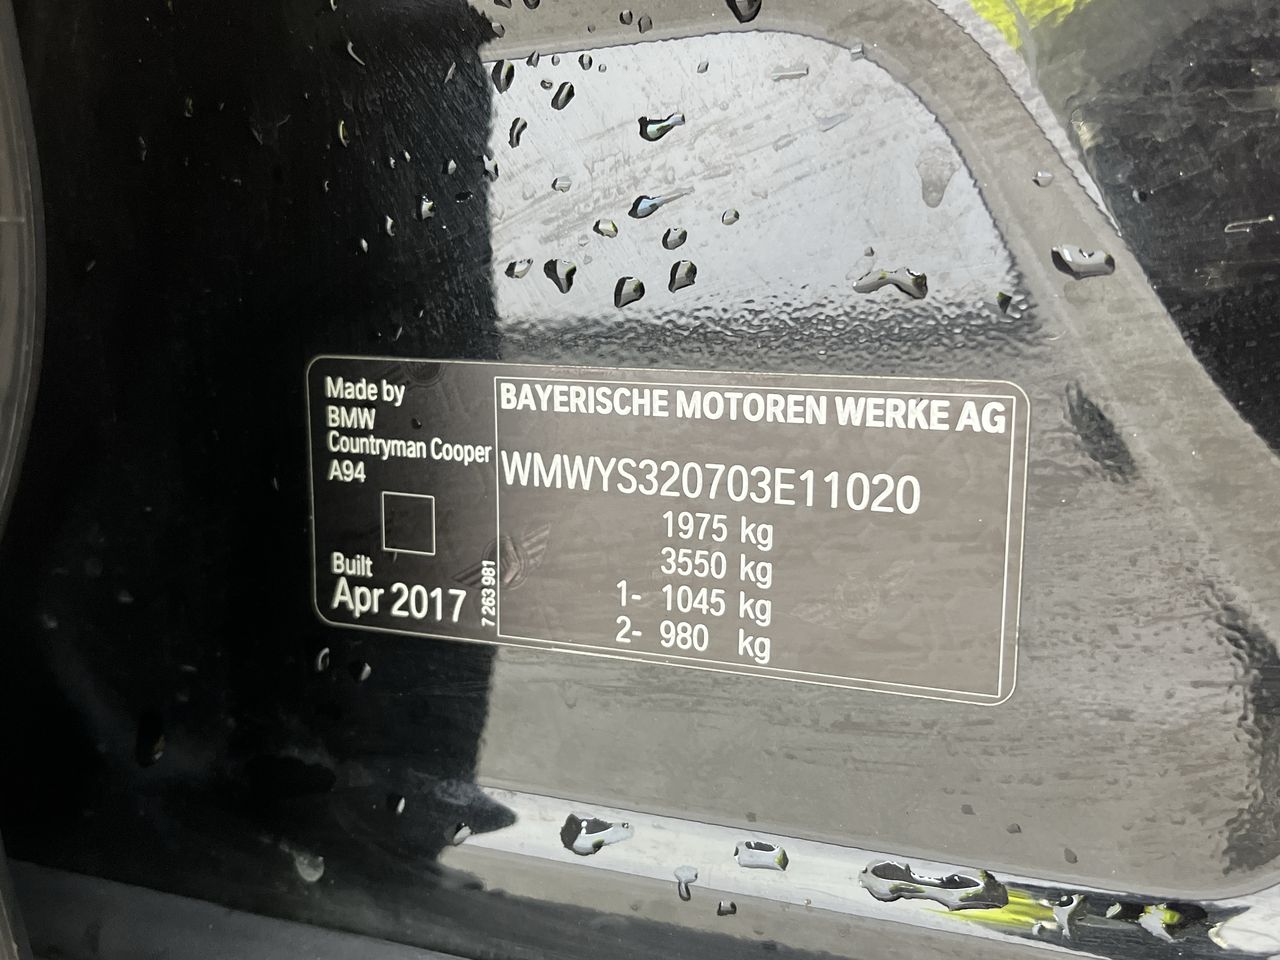 Made by
BMW
Countryman Cooper
A94
Built
Apr 2017
7 263 981
BAYERISCHE MOTOREN WERKE AG
WMWYS320703E11020
1975 kg
3550 kg
1- 1045 kg
2- 980 kg